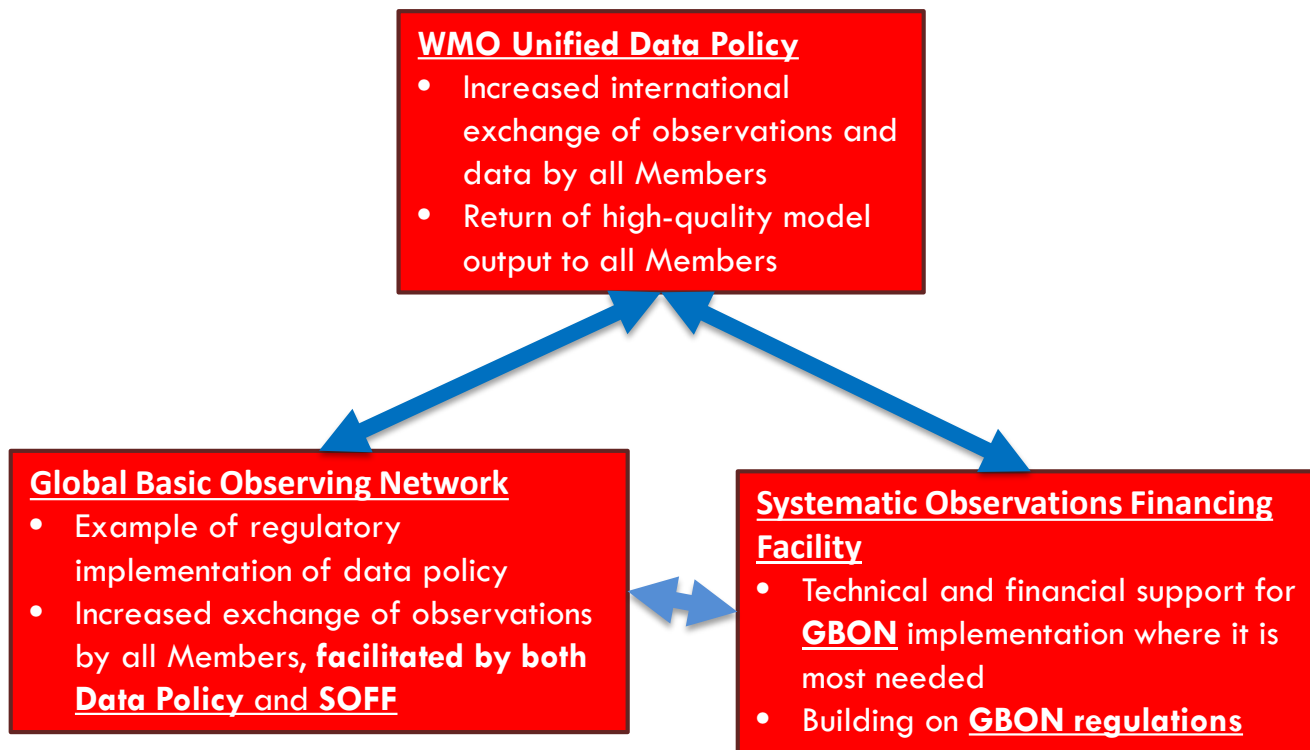 WMO Unified Data Policy
• Increased international
exchange of observations and
data by all Members
• Return of high-quality model
output to all Members
Global Basic Observing Network
• Example of regulatory
implementation of data policy
• Increased exchange of observations
by all Members, facilitated by both
Data Policy and SOFF
Systematic Observations Financing
Facility
• Technical and financial support for
GBON implementation where it is
most needed
• Building on GBON regulations